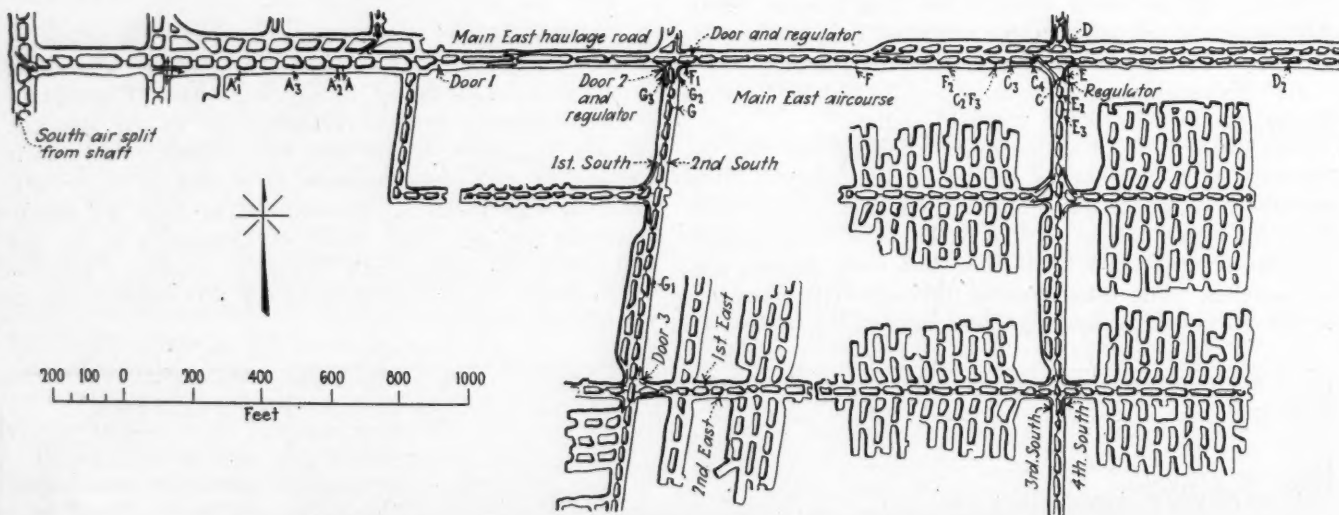 Main East haulage road
Door and regulator
D
A1
A3
A2
A
Door 1
Door 2
and
regulator
F1
G3
G2
G
Main East aircourse
F
F2
C2
F3
C3
C4
C
E
Regulator
E2
E3
D2
South air split
from shaft
1st. South
2nd South
G1
Door 3
1st East
2nd East
3rd. South
4th. South
200 100 0 200 400 600 800 1000
Feet